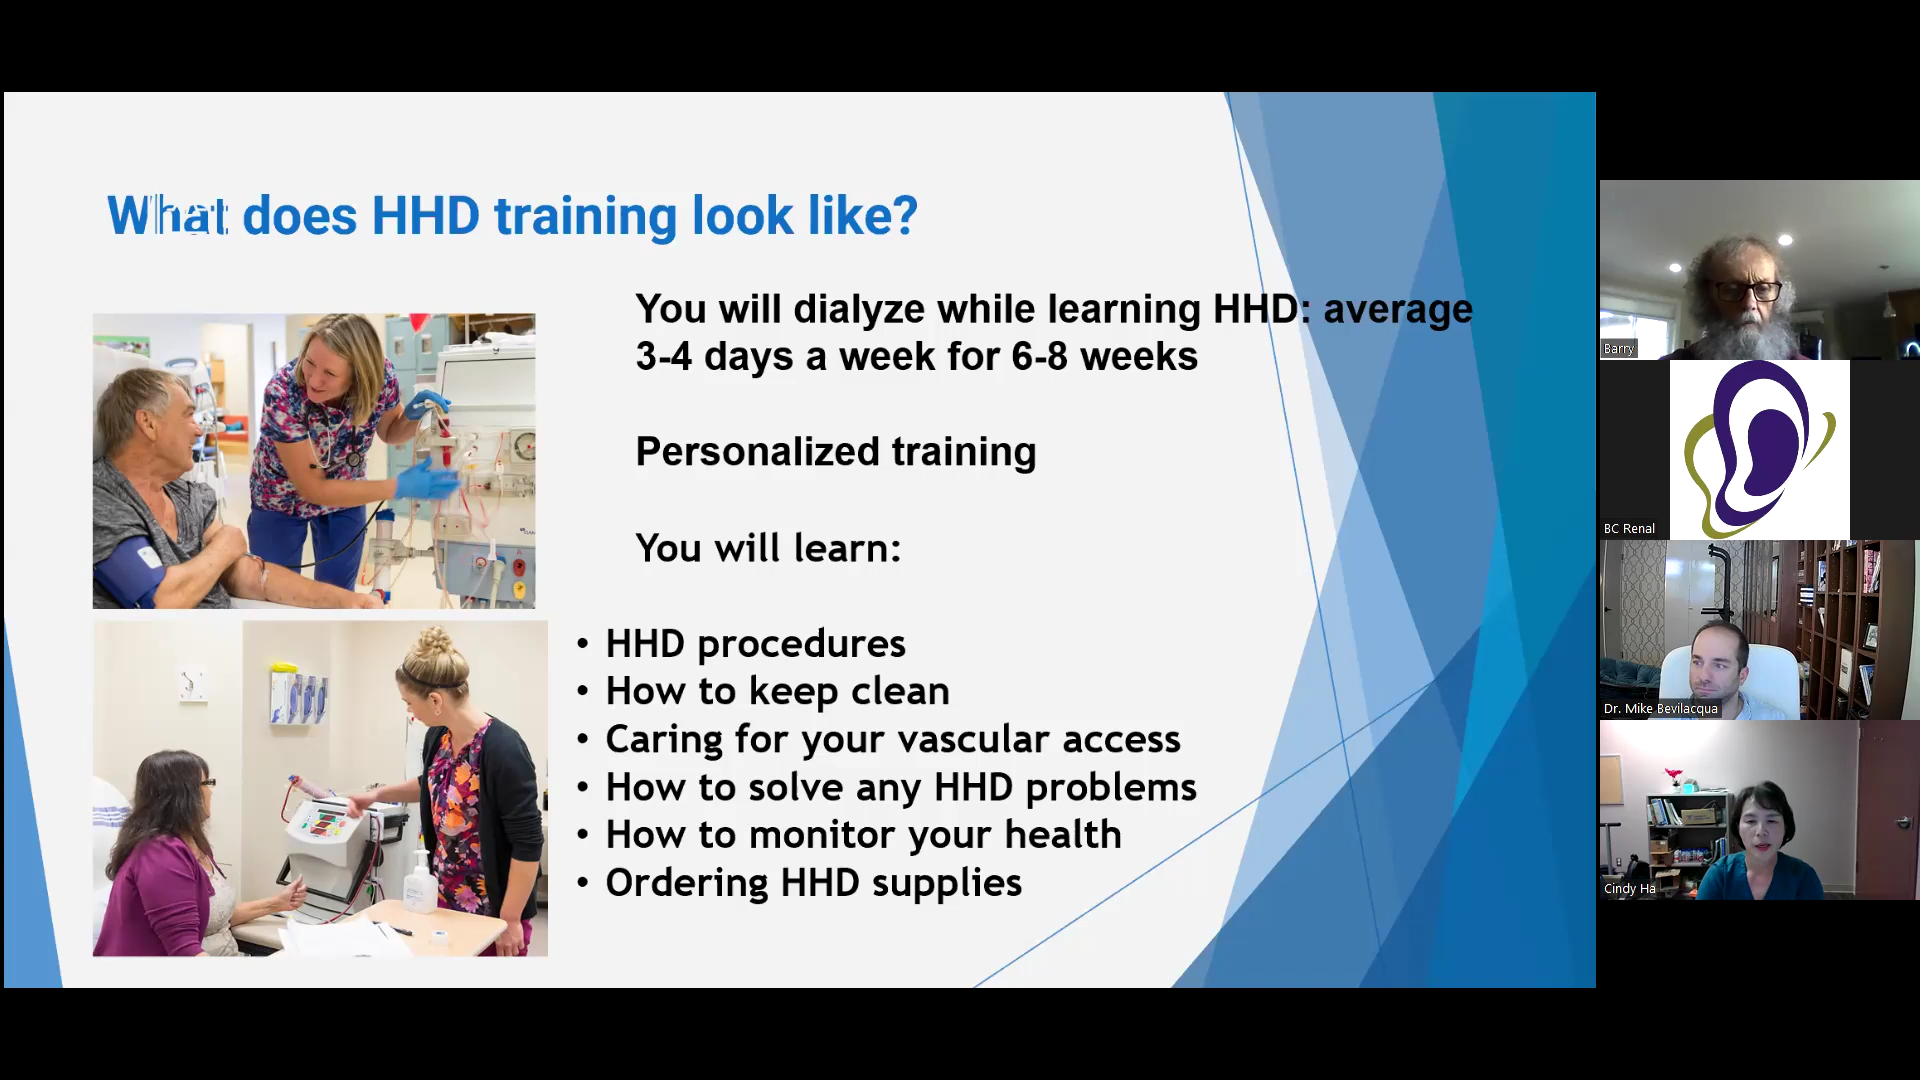 What does HHD training look like?
You will dialyze while learning HHD: average
3-4 days a week for 6-8 weeks
Personalized training
You will learn:
• HHD procedures
• How to keep clean
• Caring for your vascular access
• How to solve any HHD problems
• How to monitor your health
• Ordering HHD supplies
Barry
BC Renal
Dr. Mike Bevilacqua
Cindy Ha